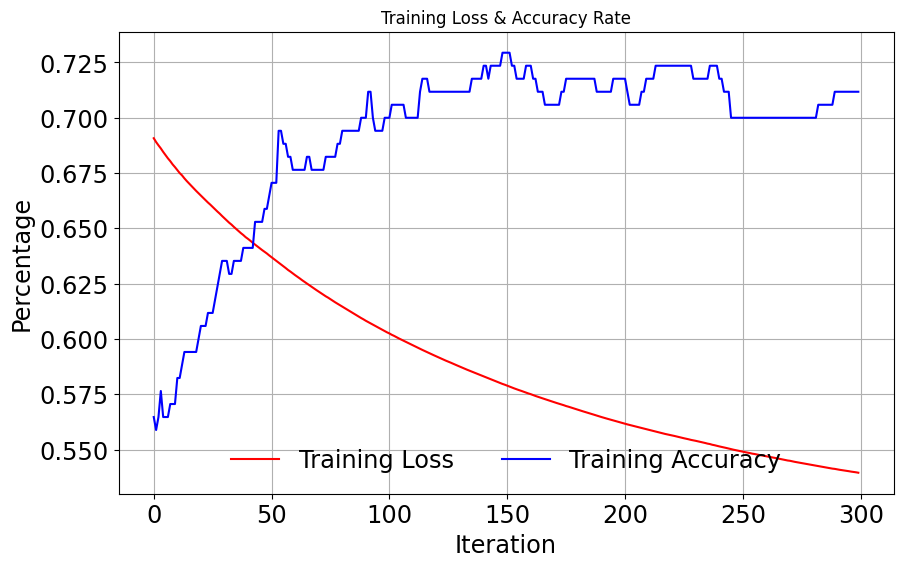 Training Loss & Accuracy Rate
Percentage
0.725
0.700
0.675
0.650
0.625
0.600
0.575
0.550
Training Loss Training Accuracy
0 50 100 150 200 250 300
Iteration